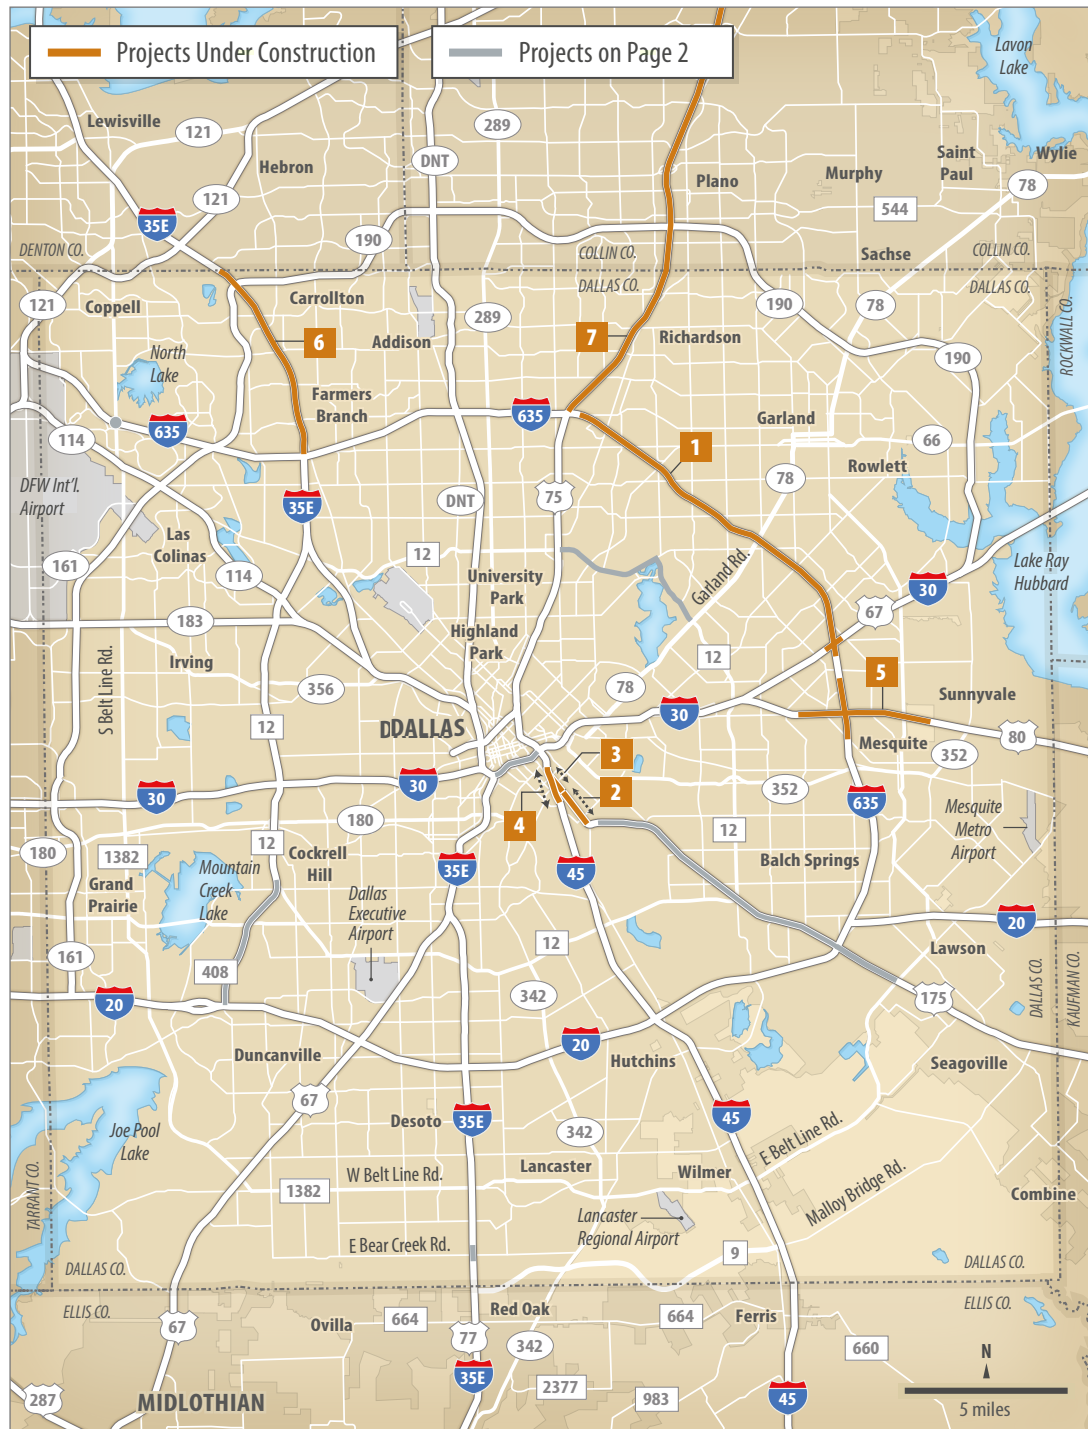 Projects Under Construction
Projects on Page 2
Lavon
Lake
Lewisville
121
289
Hebron
DNT
Saint
Paul
Wylie
Plano
Murphy
78
121
544
35E
190
DENTON CO.
COLLIN CO.
Sachse
COLLIN CO.
DALLAS CO.
DALLAS CO.
121
Coppell
Carrollton
190
78
ROCKWALL CO.
289
6
Addison
7
Richardson
North
Lake
190
Farmers
Branch
635
635
Garland
114
1
66
Rowlett
78
DFW Int'l.
Airport
35E
DNT
75
Las
Colinas
12
161
114
University
Park
Garland Rd.
Lake Ray
Hubbard
30
67
183
Highland
Park
Irving
12
5
356
78
Sunnyvale
S Belt Line Rd.
12
30
DALLAS
Mesquite
80
352
3
30
30
352
2
635
4
180
12
Mesquite
Metro
Airport
180
1382
12
Cockrell
Hill
Balch Springs
35E
45
Mountain
Creek
Lake
Grand
Prairie
Dallas
Executive
Airport
20
12
Lawson
161
408
342
175
DALLAS CO.
KAUFMAN CO.
20
20
Duncanville
Hutchins
Seagoville
67
35E
45
Desoto
342
E Belt Line Rd.
Joe Pool
Lake
Lancaster
Wilmer
W Belt Line Rd.
1382
Malloy Bridge Rd.
Combine
TARRANT CO.
Lancaster
Regional Airport
E Bear Creek Rd.
9
DALLAS CO.
DALLAS CO.
ELLIS CO.
ELLIS CO.
Red Oak
664
664
Ferris
67
Ovilla
77
342
660
N
35E
2377
983
45
287
MIDLOTHIAN
5 miles